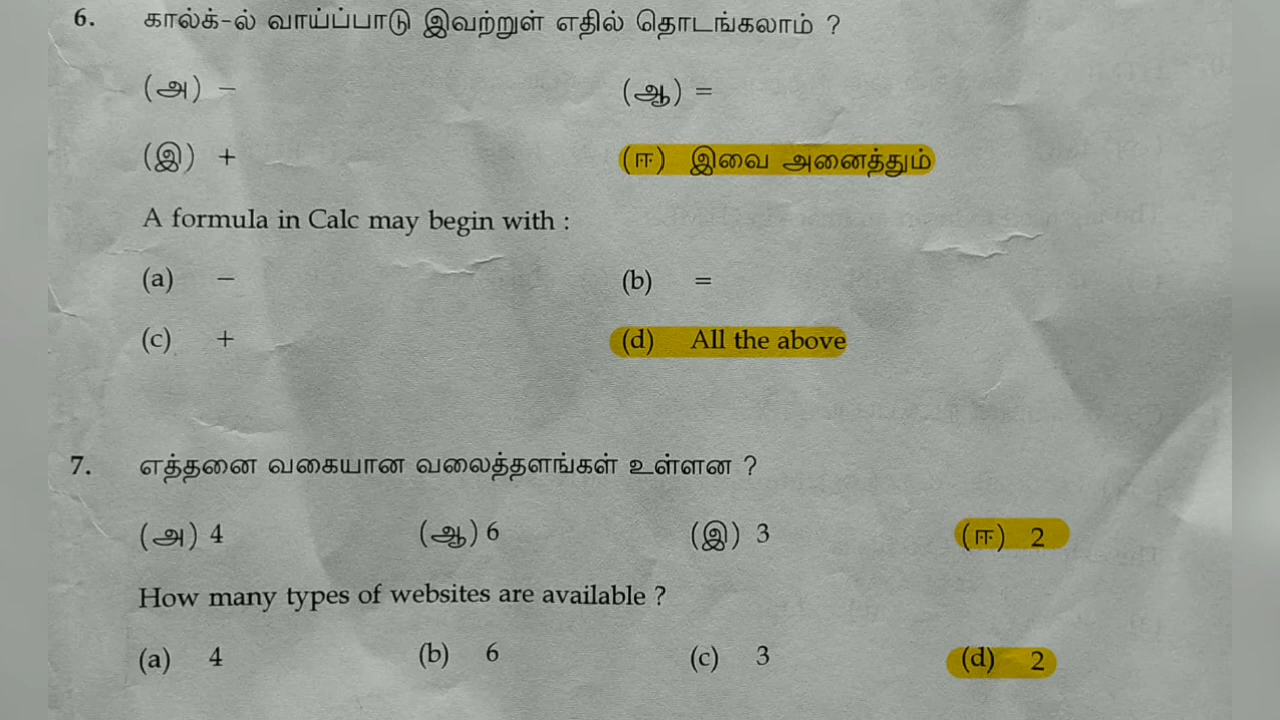 6. கால்க்-ல் வாய்ப்பாடு இவற்றுள் எதில் தொடங்கலாம் ?
(அ) – (ஆ) =
(இ) + (ஈ) இவை அனைத்தும்
A formula in Calc may begin with :
(a) – (b) =
(c) + (d) All the above
7. எத்தனை வகையான வலைத்தளங்கள் உள்ளன ?
(அ) 4 (ஆ) 6 (இ) 3 (ஈ) 2
How many types of websites are available ?
(a) 4 (b) 6 (c) 3 (d) 2